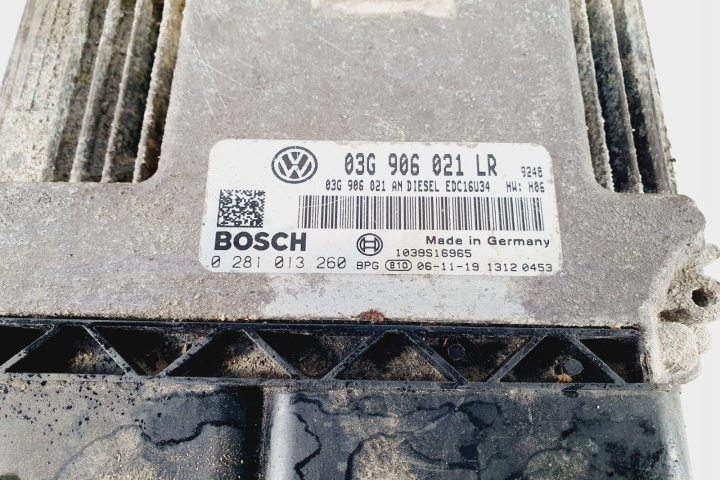 03G 906 021 LR 9248
03G 906 021 AN DIESEL EDC16U34 HW: H06
BOSCH Made in Germany
1039S16965
0 281 013 260 BPG 810 06-11-19 1312 0453